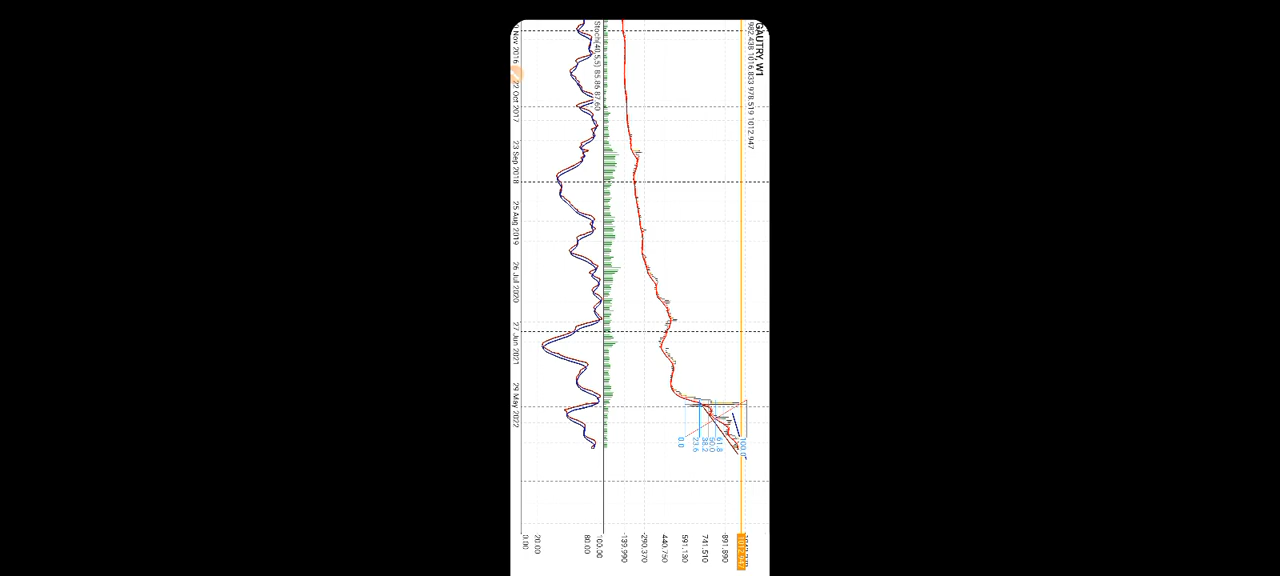 GAUTRY, W1
982.438 1016.833 978.519 1012.947
100.0
61.8
50.0
38.2
23.6
0.0
891.890
741.510
591.130
440.750
290.370
139.990
Stoch(40,5,5) 85.86 87.60
100.00
80.00
20.00
0.00
Nov 2016
22 Oct 2017
23 Sep 2018
25 Aug 2019
26 Jul 2020
27 Jun 2021
29 May 2022